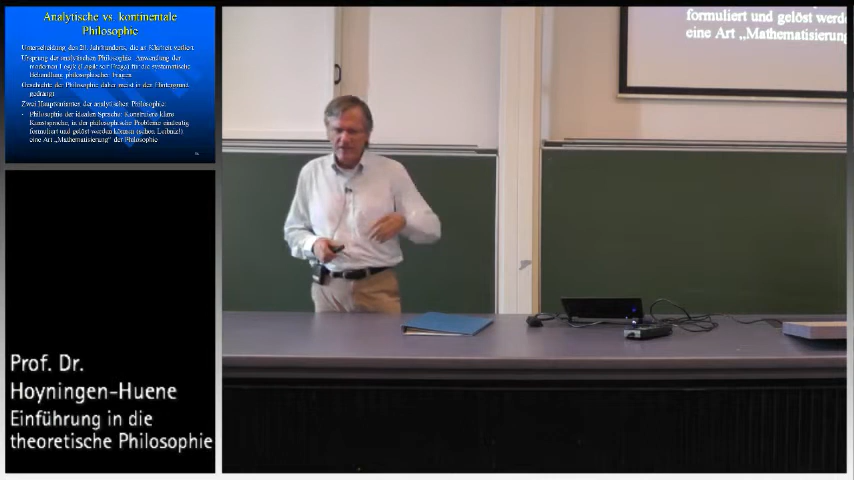 Analytische vs kontinentale
Philosophie
Unterscheidung des 20. Jahrhunderts, die an Klarheit verliert
Ursprung der analytischen Philosophie: Anwendung der
modernen Logik (Logik seit Frege) für die systematische
Behandlung philosophischer Fragen
Geschichte der Philosophie daher meist in den Hintergrund
gedrängt
Zwei Hauptvarianten der analytischen Philosophie:
- Philosophie der idealen Sprache: Konstruiere klare
Kunstsprache, in der philosophische Probleme eindeutig
formuliert und gelöst werden können (schon Leibniz!):
eine Art „Mathematisierung“ der Philosophie
formuliert und gelöst werd
eine Art „Mathematisierung
Prof. Dr.
Hoyningen-Huene
Einführung in die
theoretische Philosophie